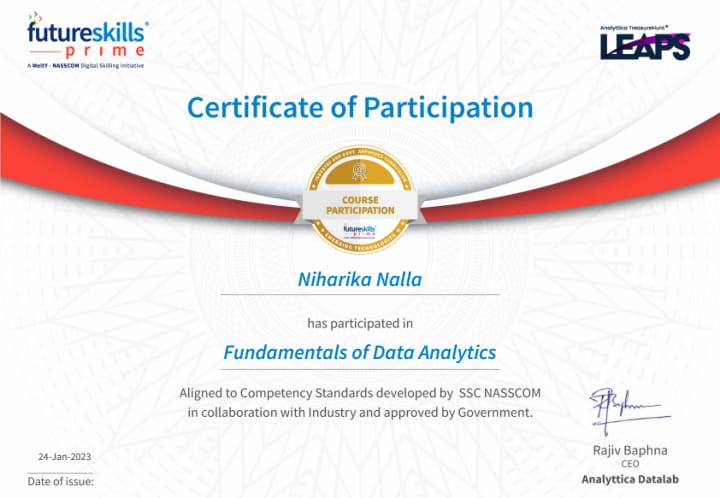 futureskills®
prime
A MeitY - NASSCOM Digital Skilling Initiative
Analyttica TreasureHunt®
LEAPS
Certificate of Participation
INDUSTRY AND GOVT. APPROVED CURRICULUM
COURSE
PARTICIPATION
futureskills
prime
EMERGING TECHNOLOGIES
Niharika Nalla
has participated in
Fundamentals of Data Analytics
Aligned to Competency Standards developed by SSC NASSCOM
in collaboration with Industry and approved by Government.
24-Jan-2023
Date of issue:
Rajiv Baphna
CEO
Analyttica Datalab